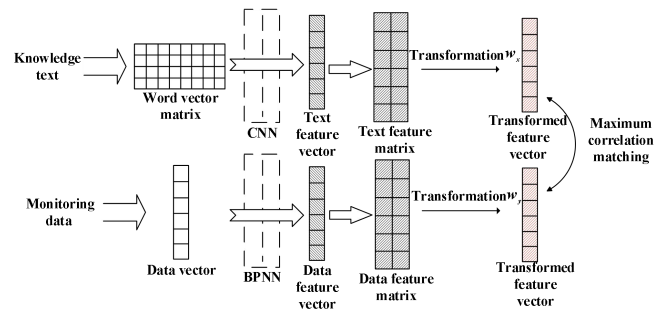 Knowledge
text
Word vector
matrix
CNN
Text
feature
vector
Text feature
matrix
Transformation w_x
Transformed
feature
vector
Maximum
correlation
matching
Monitoring
data
Data vector
BPNN
Data
feature
vector
Data feature
matrix
Transformation w_y
Transformed
feature
vector